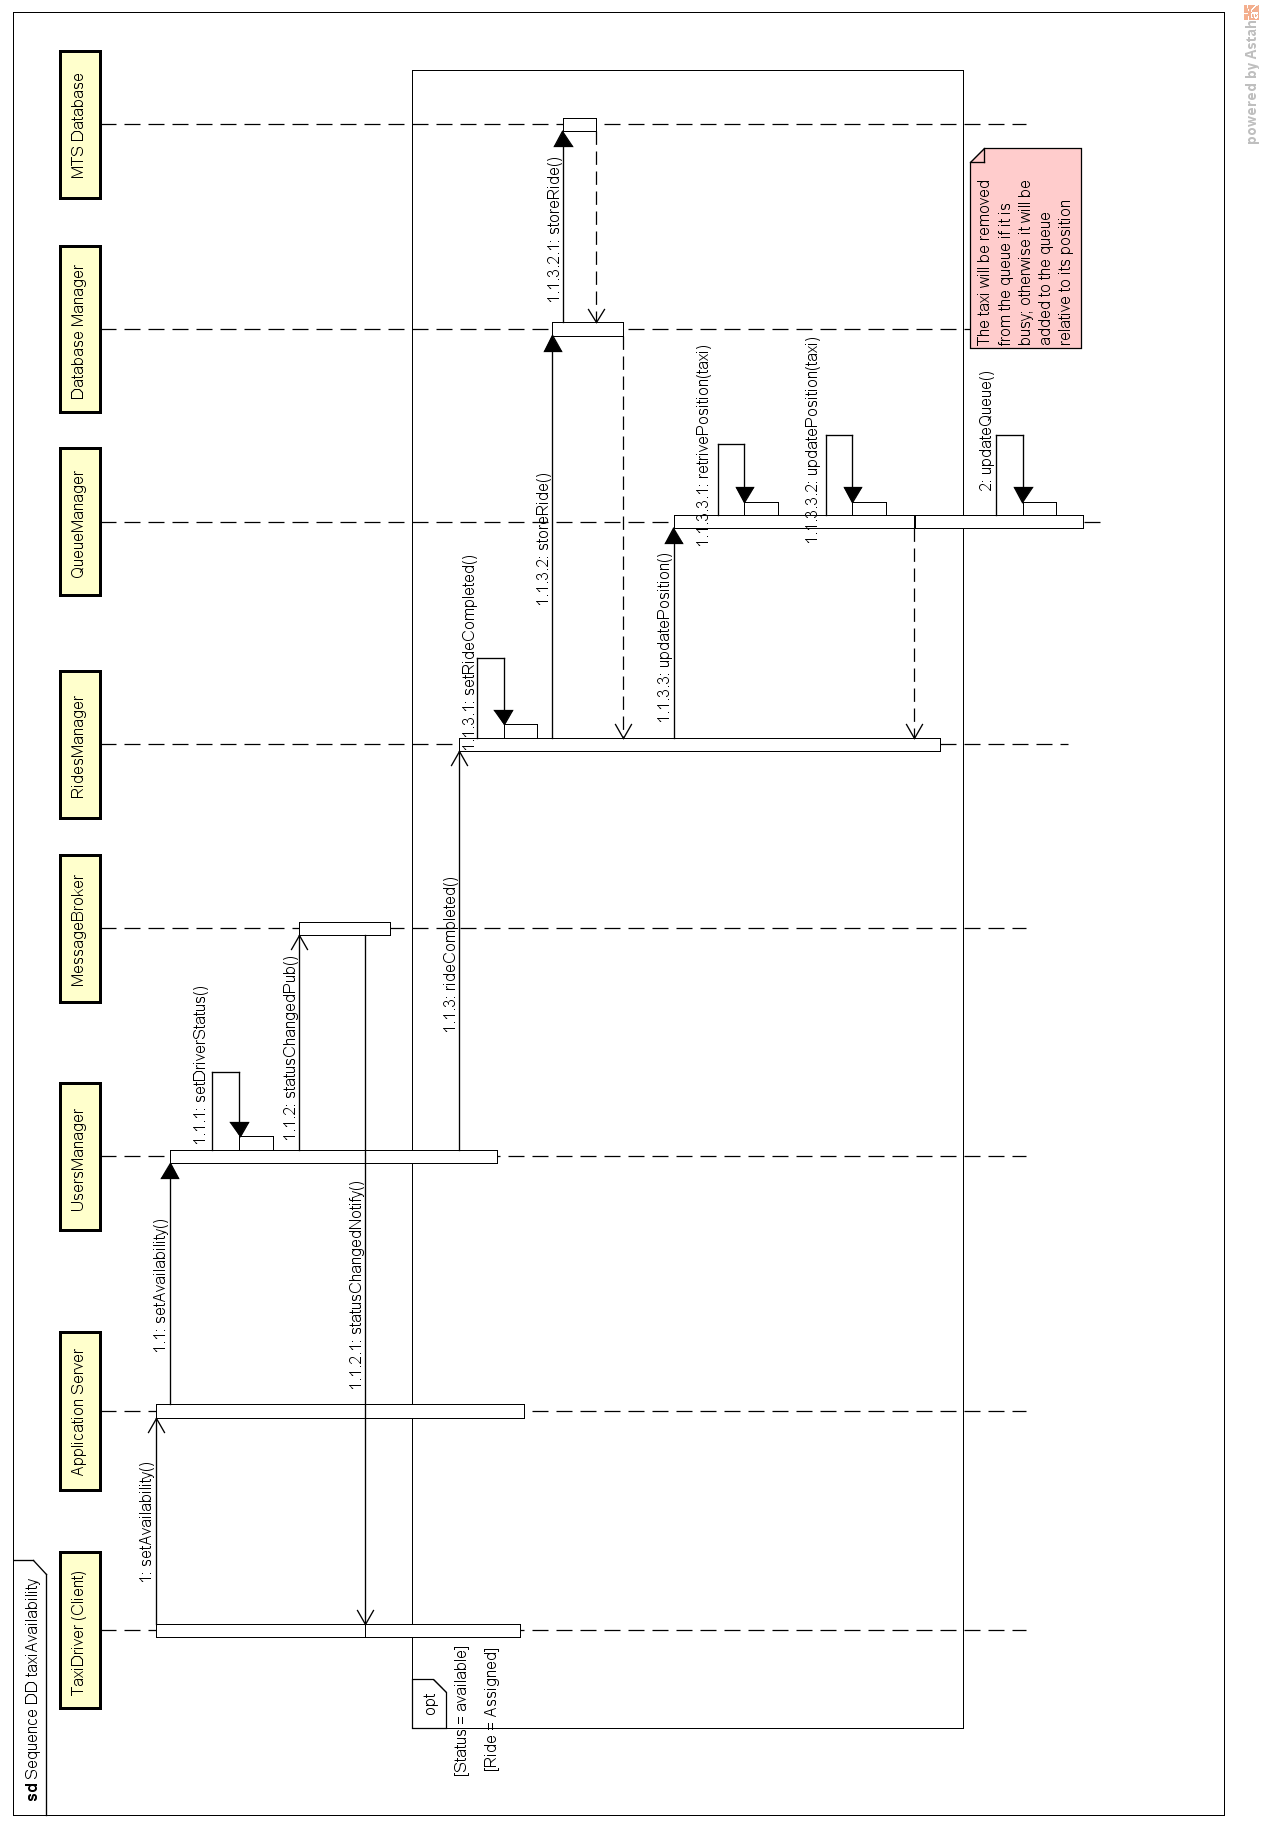 sd Sequence DD taxiAvailability
TaxiDriver (Client)
Application Server
UsersManager
MessageBroker
RidesManager
QueueManager
Database Manager
MTS Database
1: setAvailability()
1.1: setAvailability()
1.1.1: setDriverStatus()
1.1.2: statusChangedPub()
1.1.2.1: statusChangedNotify()
opt
[Status = available]
[Ride = Assigned]
1.1.3: rideCompleted()
1.1.3.1: setRideCompleted()
1.1.3.2: storeRide()
1.1.3.2.1: storeRide()
1.1.3.3: updatePosition()
1.1.3.3.1: retrivePosition(taxi)
1.1.3.3.2: updatePosition(taxi)
2: updateQueue()
The taxi will be removed
from the queue if it is
busy; otherwise it will be
added to the queue
relative to its position
powered by Astah